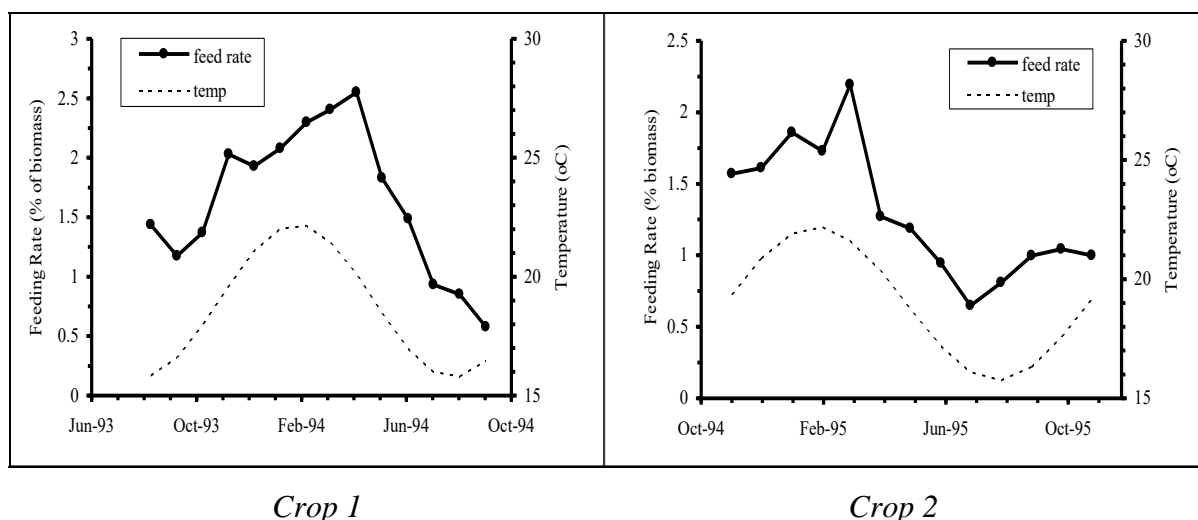 3
2.5
2
1.5
1
0.5
0
Feeding Rate (% of biomass)
feed rate
temp
30
25
20
15
Temperature (oC)
Jun-93 Oct-93 Feb-94 Jun-94 Oct-94
2.5
2
1.5
1
0.5
0
Feeding Rate (% biomass)
feed rate
temp
30
25
20
15
Temperature (oC)
Oct-94 Feb-95 Jun-95 Oct-95
Crop 1
Crop 2